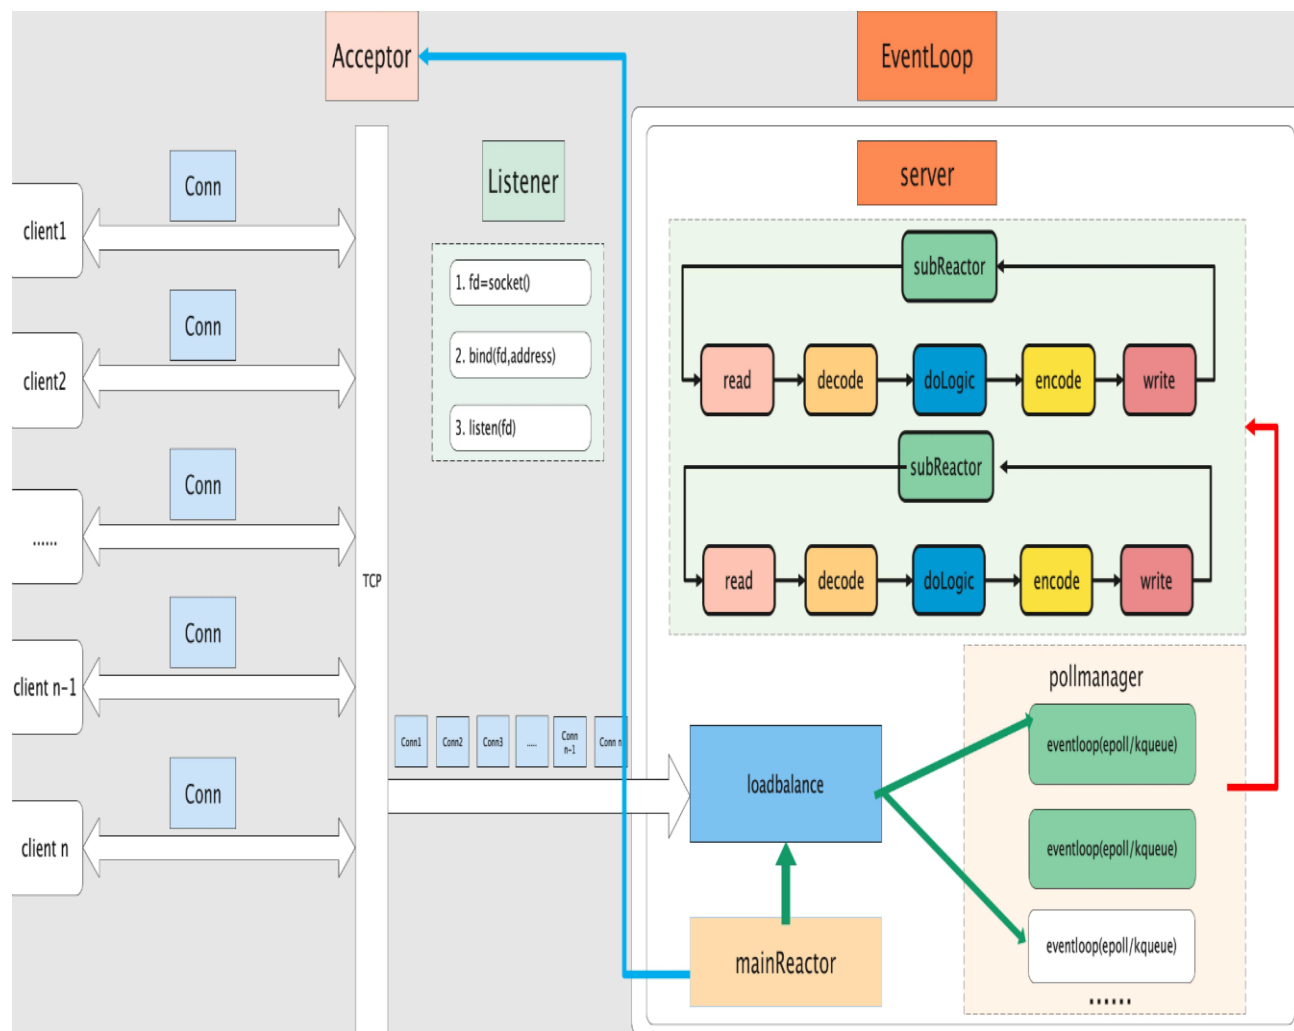 Acceptor
EventLoop
Conn
client1
Listener
server
1. fd=socket()
2. bind(fd,address)
3. listen(fd)
subReactor
read
decode
doLogic
encode
write
subReactor
read
decode
doLogic
encode
write
Conn
client2
Conn
......
TCP
Conn
client n-1
Conn
client n
Conn1
Conn2
Conn3
.....
Conn
n-1
Conn n
loadbalance
mainReactor
pollmanager
eventloop(epoll/kqueue)
eventloop(epoll/kqueue)
eventloop(epoll/kqueue)
......